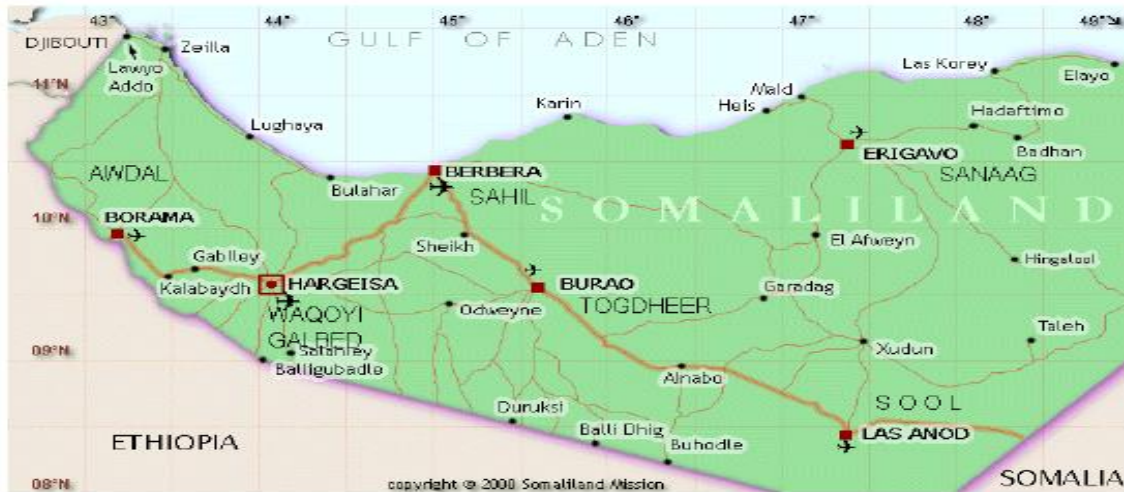 43° 44° 45° 46° 47° 48° 49°
DJIBOUTI
Zeilla
GULF OF ADEN
Lawyo
Addo
Las Korey
Elayo
11°N
Maid
Heis
Karin
Hadaftimo
Lughaya
Badhan
ERIGAVO
AWDAL
BERBERA
SANAAG
Bulahar
SAHIL
SOMALILAND
10°N
BORAMA
Sheikh
El Afweyn
Gabiley
Hingalool
Kalabaydh
HARGEISA
BURAO
Garadag
TOGDHEER
Odweyne
WAQOYI
GALBED
Taleh
Salahley
Xudun
09°N
Balligubadle
Ainabo
SOOL
Duruksi
Balli Dhig
LAS ANOD
ETHIOPIA
Buhodle
SOMALIA
08°N
copyright © 2000 Somaliland Mission